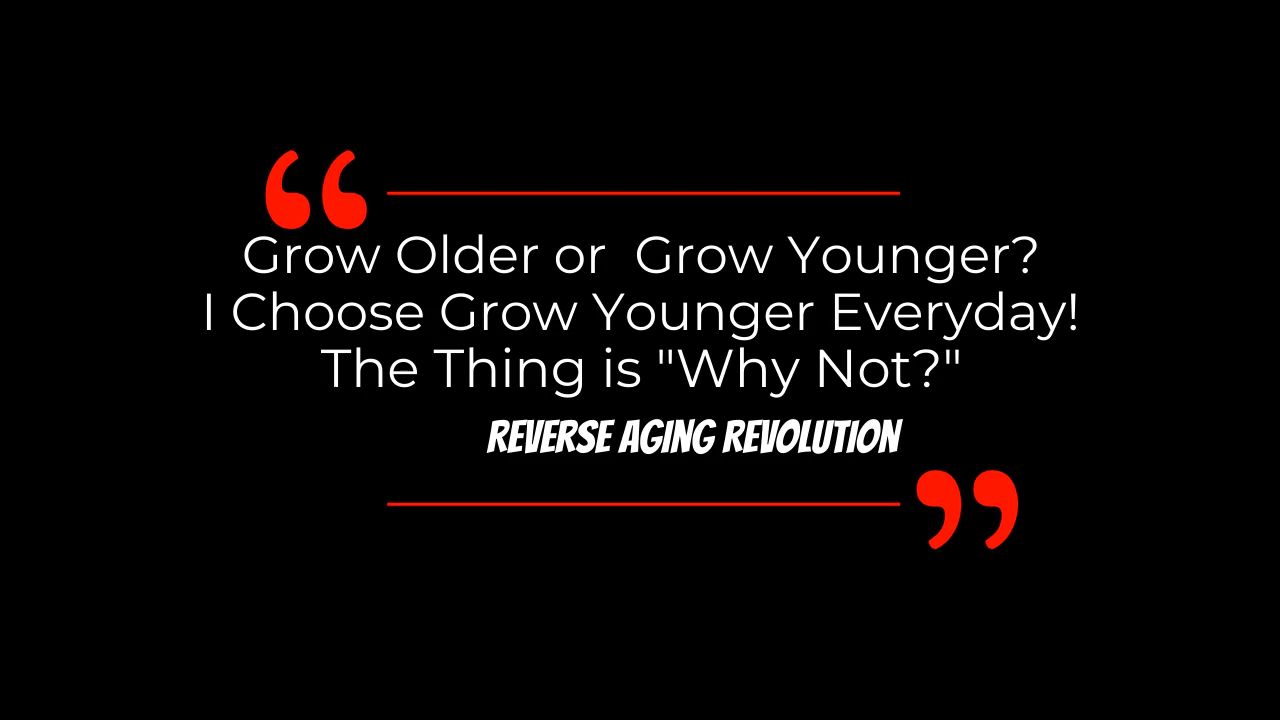 Grow Older or  Grow Younger?
I Choose Grow Younger Everyday!
The Thing is "Why Not?"
REVERSE AGING REVOLUTION